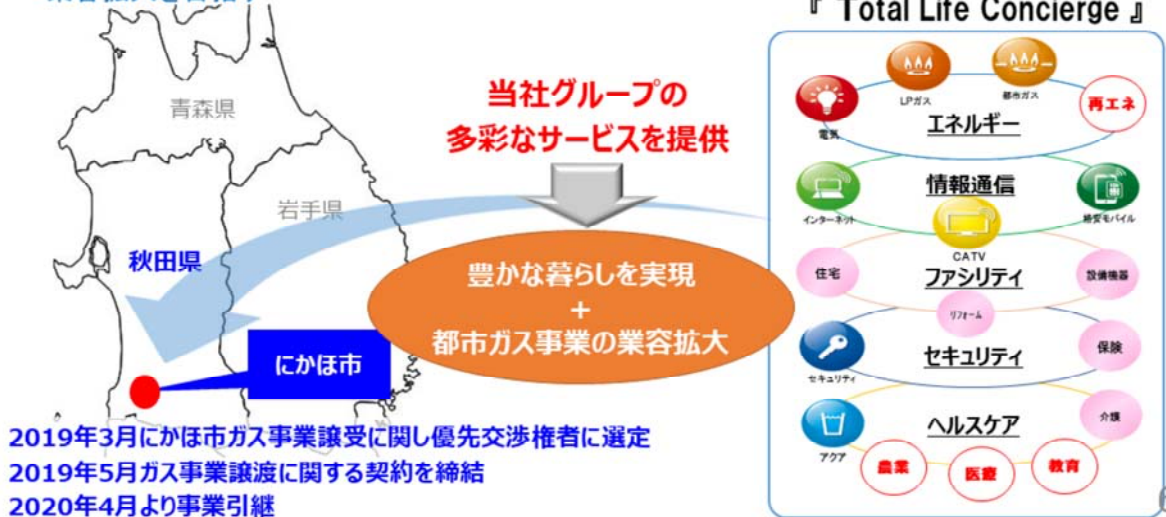 『 Total Life Concierge 』
青森県
岩手県
秋田県
にかほ市
当社グループの
多彩なサービスを提供
豊かな暮らしを実現
+
都市ガス事業の業容拡大
2019年3月にかほ市ガス事業譲受に関し優先交渉権者に選定
2019年5月ガス事業譲渡に関する契約を締結
2020年4月より事業引継
電気
LPガス
都市ガス
再エネ
エネルギー
情報通信
インターネット
格安モバイル
CATV
住宅
ファシリティ
設備機器
リフォーム
セキュリティ
セキュリティ
保険
ヘルスケア
介護
アクア
農業
医療
教育